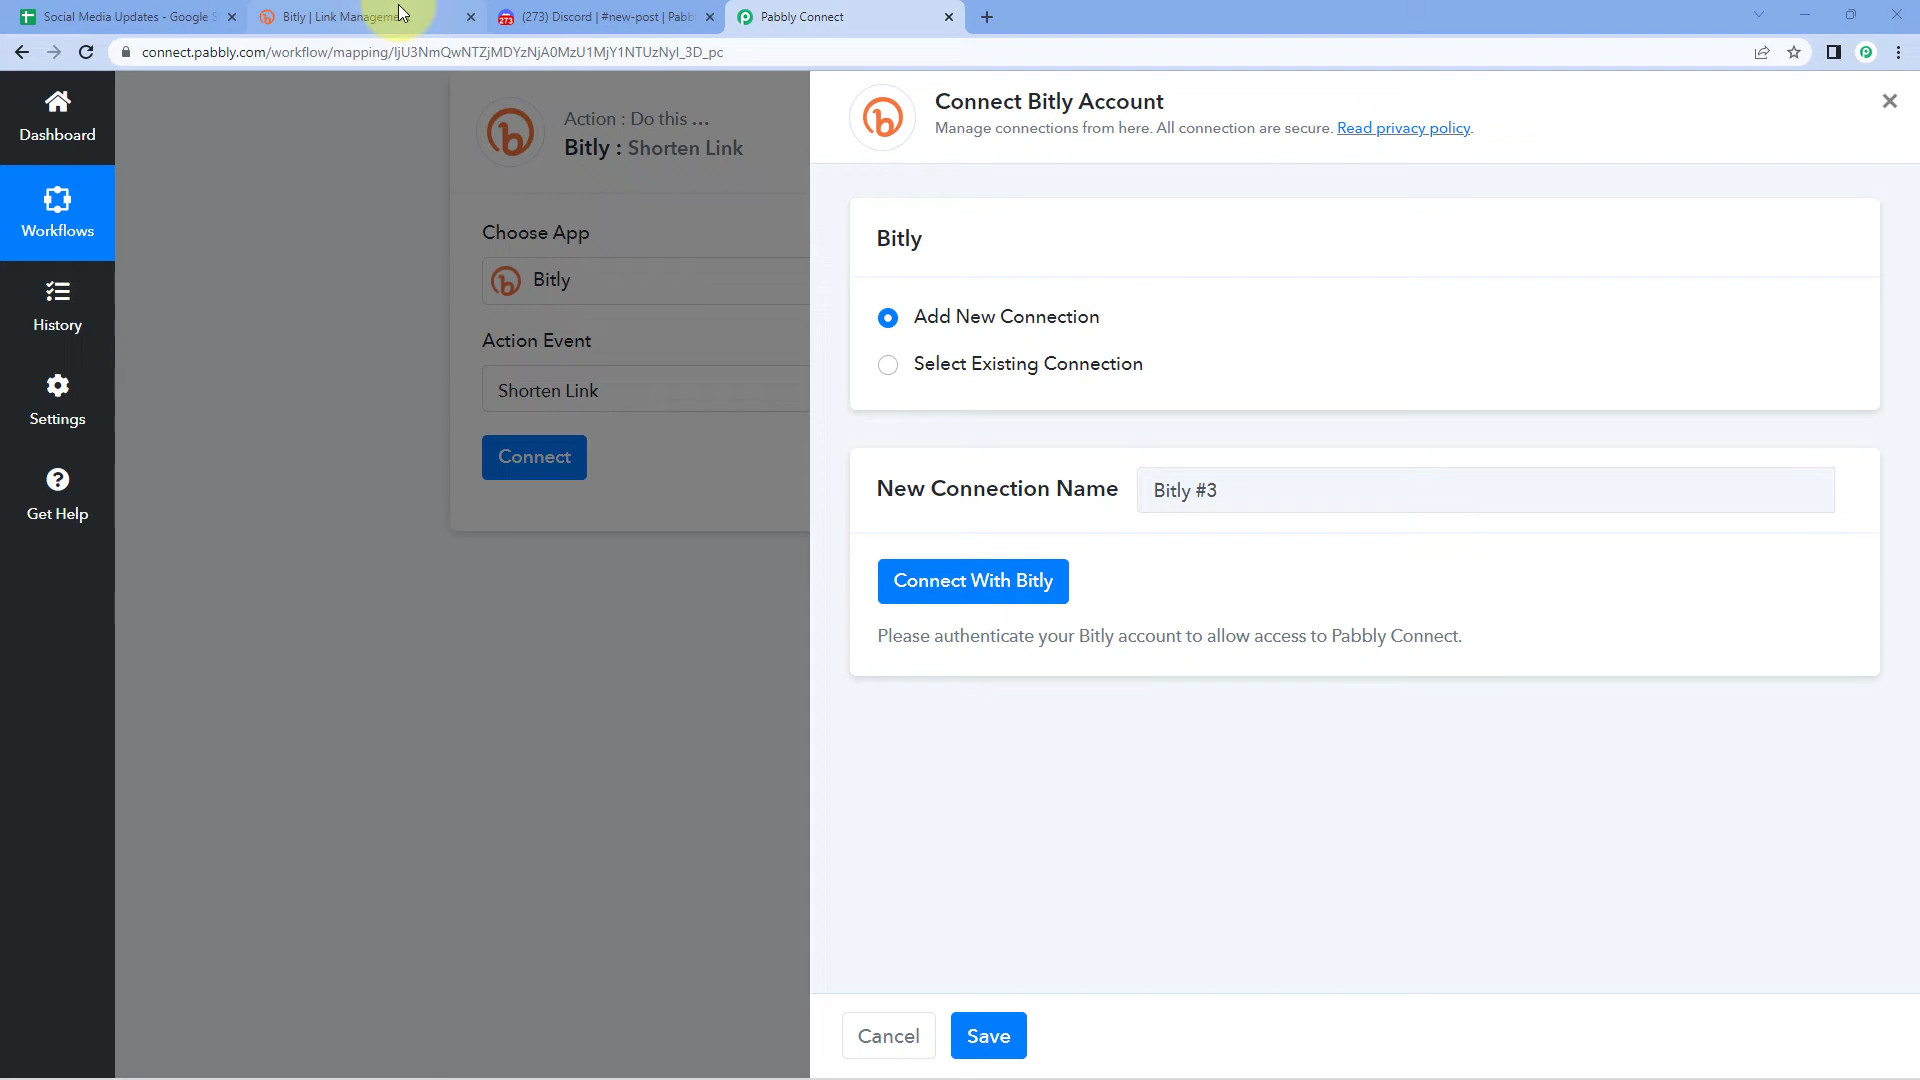 Social Media Updates - Google S
Bitly | Link Management
273
(273) Discord | #new-post | Pabb
Pabbly Connect
connect.pabbly.com/workflow/mapping/
Dashboard
Workflows
History
Settings
Get Help
Action : Do this ...
Bitly : Shorten Link
Choose App
Bitly
Action Event
Shorten Link
Connect
Connect Bitly Account
Manage connections from here. All connection are secure. Read privacy policy.
Bitly
Add New Connection
Select Existing Connection
New Connection Name
Bitly #3
Connect With Bitly
Please authenticate your Bitly account to allow access to Pabbly Connect.
Cancel
Save